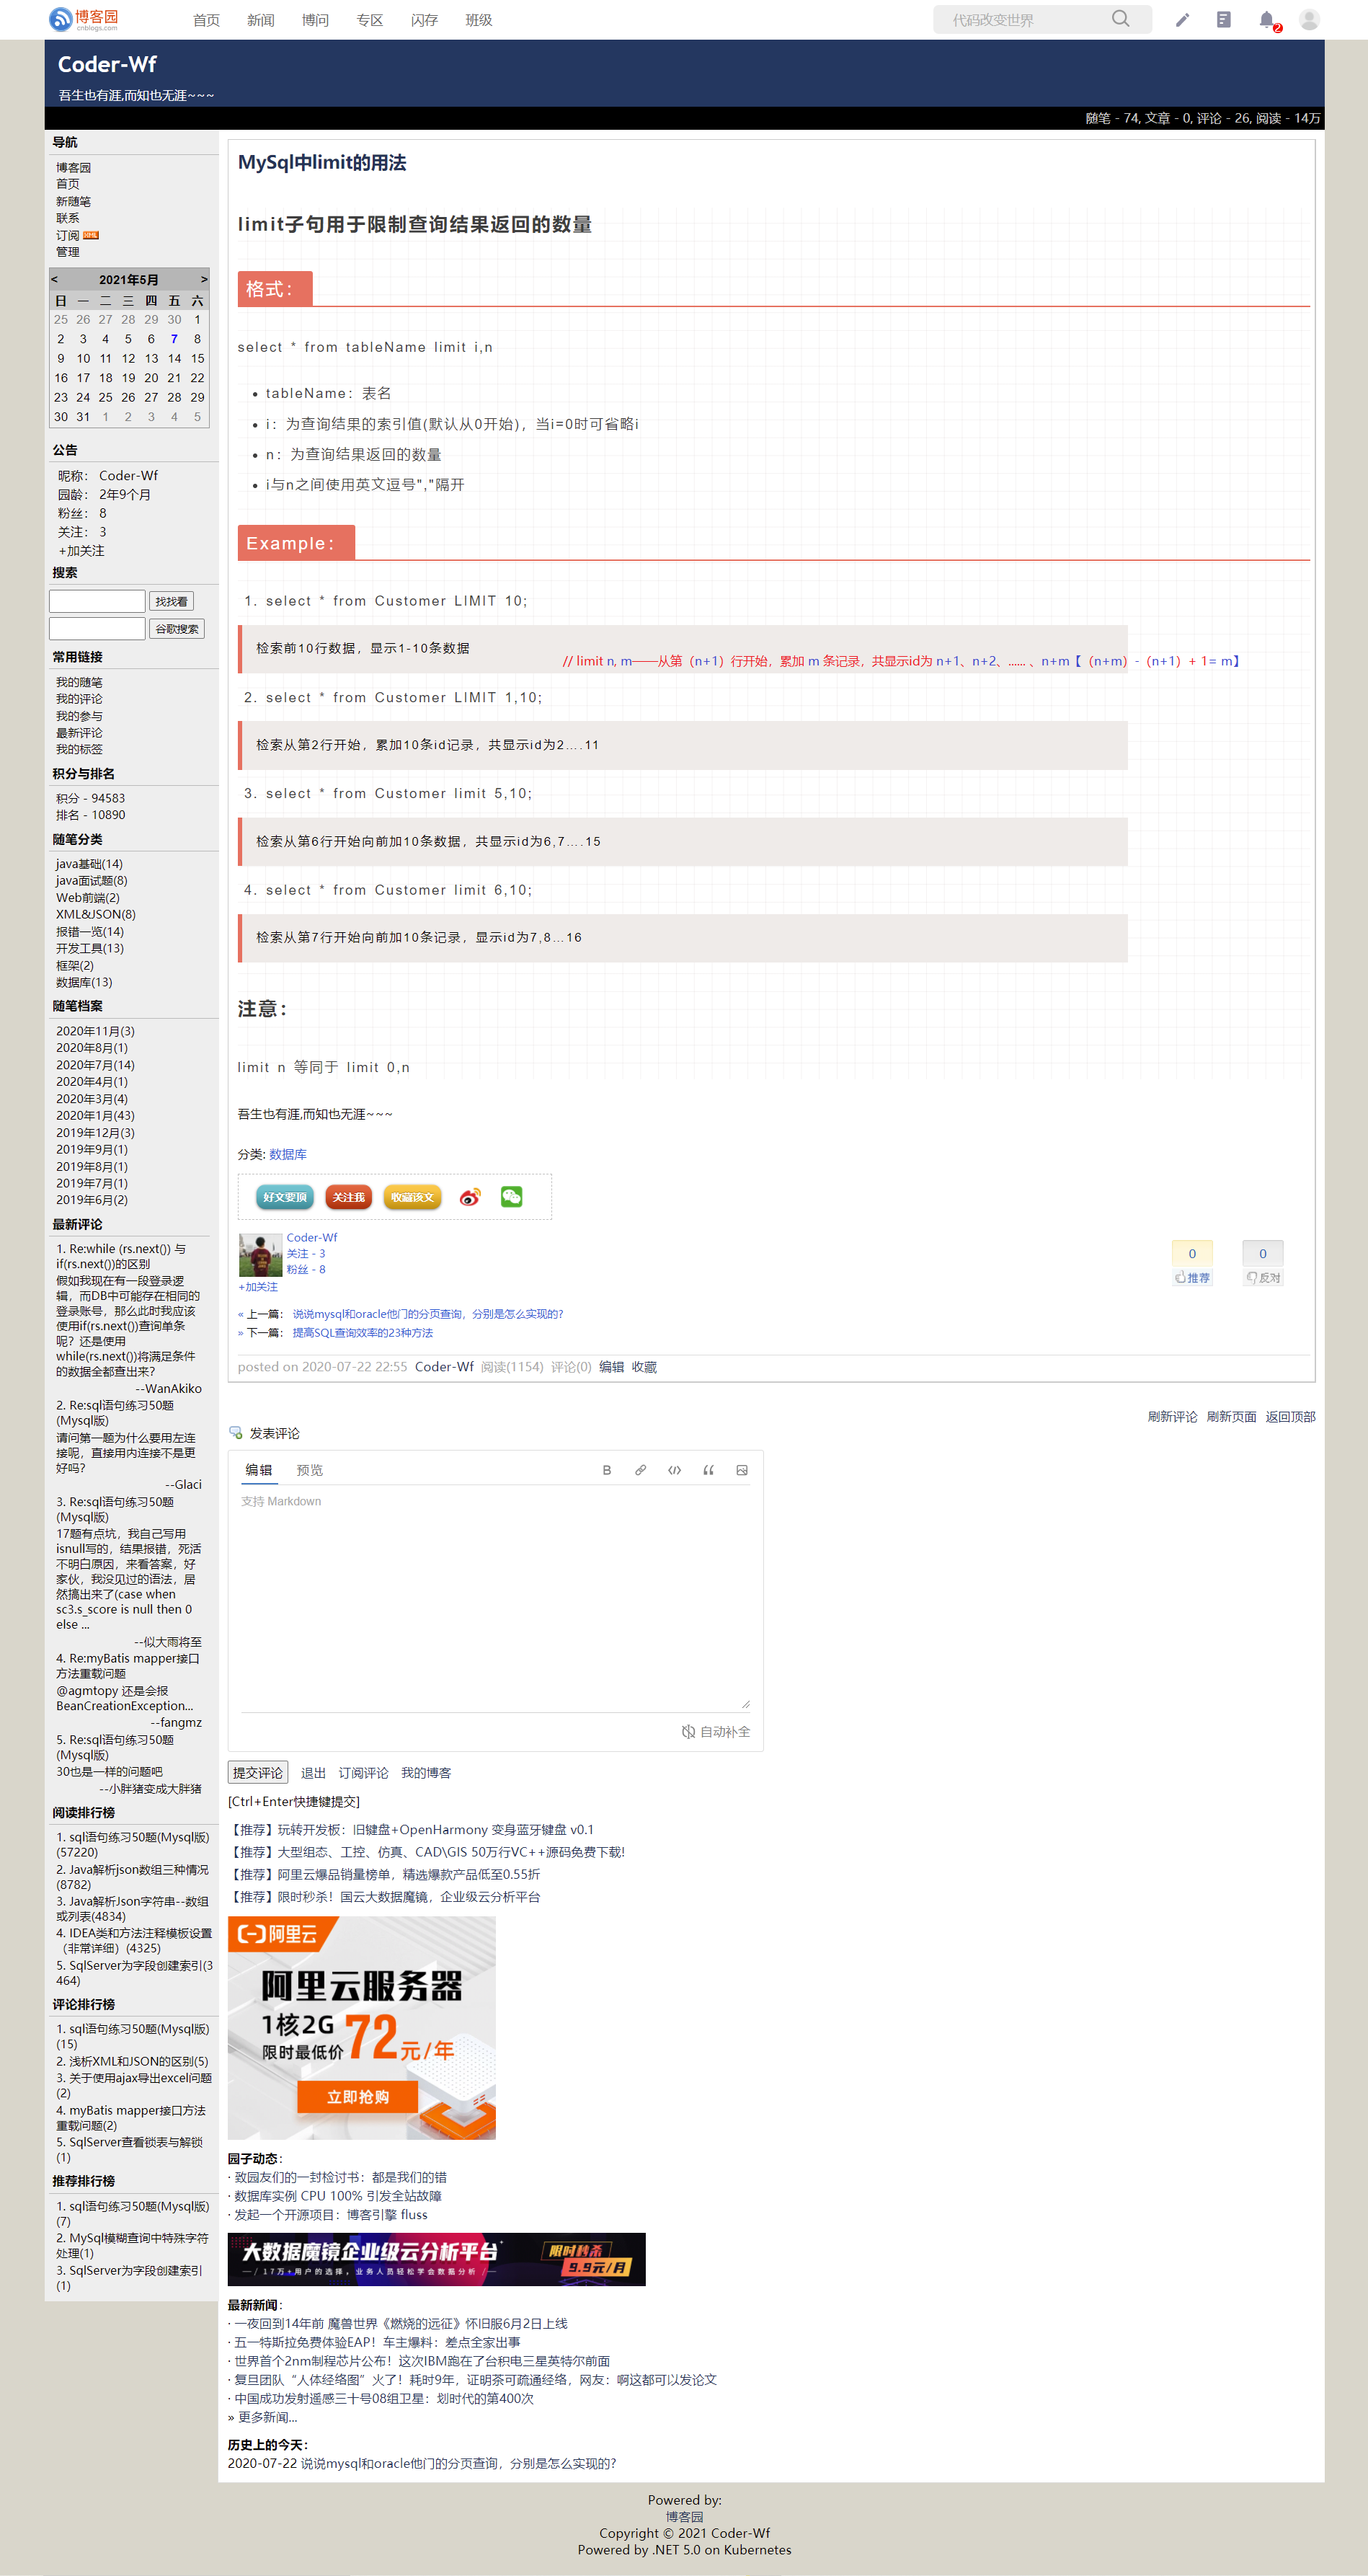 博客园
cnblogs.com
首页 新闻 博问 专区 闪存 班级
代码改变世界
2
Coder-Wf
吾生也有涯,而知也无涯~~~
随笔 - 74, 文章 - 0, 评论 - 26, 阅读 - 14万
导航
博客园
首页
新随笔
联系
订阅 XML
管理
< 2021年5月 >
日 一 二 三 四 五 六
25 26 27 28 29 30 1
2 3 4 5 6 7 8
9 10 11 12 13 14 15
16 17 18 19 20 21 22
23 24 25 26 27 28 29
30 31 1 2 3 4 5
公告
昵称： Coder-Wf
园龄： 2年9个月
粉丝： 8
关注： 3
+加关注
搜索
找找看
谷歌搜索
常用链接
我的随笔
我的评论
我的参与
最新评论
我的标签
积分与排名
积分 - 94583
排名 - 10890
随笔分类
java基础(14)
java面试题(8)
Web前端(2)
XML&JSON(8)
报错一览(14)
开发工具(13)
框架(2)
数据库(13)
随笔档案
2020年11月(3)
2020年8月(1)
2020年7月(14)
2020年4月(1)
2020年3月(4)
2020年1月(43)
2019年12月(3)
2019年9月(1)
2019年8月(1)
2019年7月(1)
2019年6月(2)
最新评论
1. Re:while (rs.next()) 与
if(rs.next())的区别
假如我现在有一段登录逻
辑，而DB中可能存在相同的
登录账号，那么此时我应该
使用if(rs.next())查询单条
呢？还是使用
while(rs.next())将满足条件
的数据全都查出来？
--WanAkiko
2. Re:sql语句练习50题
(Mysql版)
请问第一题为什么要用左连
接呢，直接用内连接不是更
好吗？
--Glaci
3. Re:sql语句练习50题
(Mysql版)
17题有点坑，我自己写用
isnull写的，结果报错，死活
不明白原因，来看答案，好
家伙，我没见过的语法，居
然搞出来了(case when
sc3.s_score is null then 0
else ...
--似大雨将至
4. Re:myBatis mapper接口
方法重载问题
@agmtopy 还是会报
BeanCreationException...
--fangmz
5. Re:sql语句练习50题
(Mysql版)
30也是一样的问题吧
--小胖猪变成大胖猪
阅读排行榜
1. sql语句练习50题(Mysql版)
(57220)
2. Java解析json数组三种情况
(8782)
3. Java解析Json字符串--数组
或列表(4834)
4. IDEA类和方法注释模板设置
（非常详细）(4325)
5. SqlServer为字段创建索引(3
464)
评论排行榜
1. sql语句练习50题(Mysql版)
(15)
2. 浅析XML和JSON的区别(5)
3. 关于使用ajax导出excel问题
(2)
4. myBatis mapper接口方法
重载问题(2)
5. SqlServer查看锁表与解锁
(1)
推荐排行榜
1. sql语句练习50题(Mysql版)
(7)
2. MySql模糊查询中特殊字符
处理(1)
3. SqlServer为字段创建索引
(1)
MySql中limit的用法
limit子句用于限制查询结果返回的数量
格式：
select * from tableName limit i,n
• tableName：表名
• i：为查询结果的索引值(默认从0开始)，当i=0时可省略i
• n：为查询结果返回的数量
• i与n之间使用英文逗号","隔开
Example：
1. select * from Customer LIMIT 10;
检索前10行数据，显示1-10条数据
// limit n, m——从第（n+1）行开始，累加 m 条记录，共显示id为 n+1、n+2、...... 、n+m【（n+m）-（n+1）+ 1= m】
2. select * from Customer LIMIT 1,10;
检索从第2行开始，累加10条id记录，共显示id为2....11
3. select * from Customer limit 5,10;
检索从第6行开始向前加10条数据，共显示id为6,7....15
4. select * from Customer limit 6,10;
检索从第7行开始向前加10条记录，显示id为7,8...16
注意：
limit n 等同于 limit 0,n
吾生也有涯,而知也无涯~~~
分类: 数据库
好文要顶 关注我 收藏该文
Coder-Wf
关注 - 3
粉丝 - 8
+加关注
0 0
推荐 反对
« 上一篇： 说说mysql和oracle他门的分页查询，分别是怎么实现的?
» 下一篇： 提高SQL查询效率的23种方法
posted on 2020-07-22 22:55 Coder-Wf 阅读(1154) 评论(0) 编辑 收藏
刷新评论 刷新页面 返回顶部
发表评论
编辑 预览 B
支持 Markdown
自动补全
提交评论 退出 订阅评论 我的博客
[Ctrl+Enter快捷键提交]
【推荐】玩转开发板：旧键盘+OpenHarmony 变身蓝牙键盘 v0.1
【推荐】大型组态、工控、仿真、CAD\GIS 50万行VC++源码免费下载!
【推荐】阿里云爆品销量榜单，精选爆款产品低至0.55折
【推荐】限时秒杀！国云大数据魔镜，企业级云分析平台
阿里云
阿里云服务器
1核2G 72元/年
限时最低价
立即抢购
园子动态：
· 致园友们的一封检讨书：都是我们的错
· 数据库实例 CPU 100% 引发全站故障
· 发起一个开源项目：博客引擎 fluss
大数据魔镜企业级云分析平台
17万+用户的选择，业务人员轻松学会数据分析
限时秒杀
9.9元/月
最新新闻：
· 一夜回到14年前 魔兽世界《燃烧的远征》怀旧服6月2日上线
· 五一特斯拉免费体验EAP！车主爆料：差点全家出事
· 世界首个2nm制程芯片公布！这次IBM跑在了台积电三星英特尔前面
· 复旦团队“人体经络图”火了！耗时9年，证明茶可疏通经络，网友：啊这都可以发论文
· 中国成功发射遥感三十号08组卫星：划时代的第400次
» 更多新闻...
历史上的今天：
2020-07-22 说说mysql和oracle他门的分页查询，分别是怎么实现的?
Powered by:
博客园
Copyright © 2021 Coder-Wf
Powered by .NET 5.0 on Kubernetes